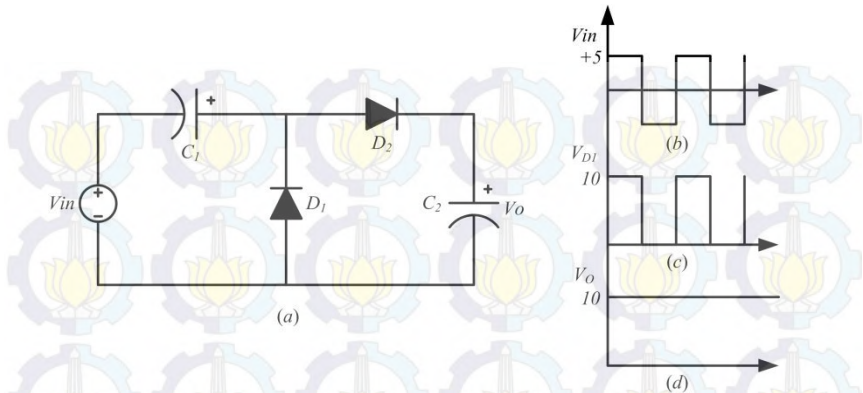 Vin
+
-
C1
+
D1
D2
C2
+
Vo
(a)
Vin
+5
(b)
VD1
10
(c)
VO
10
(d)